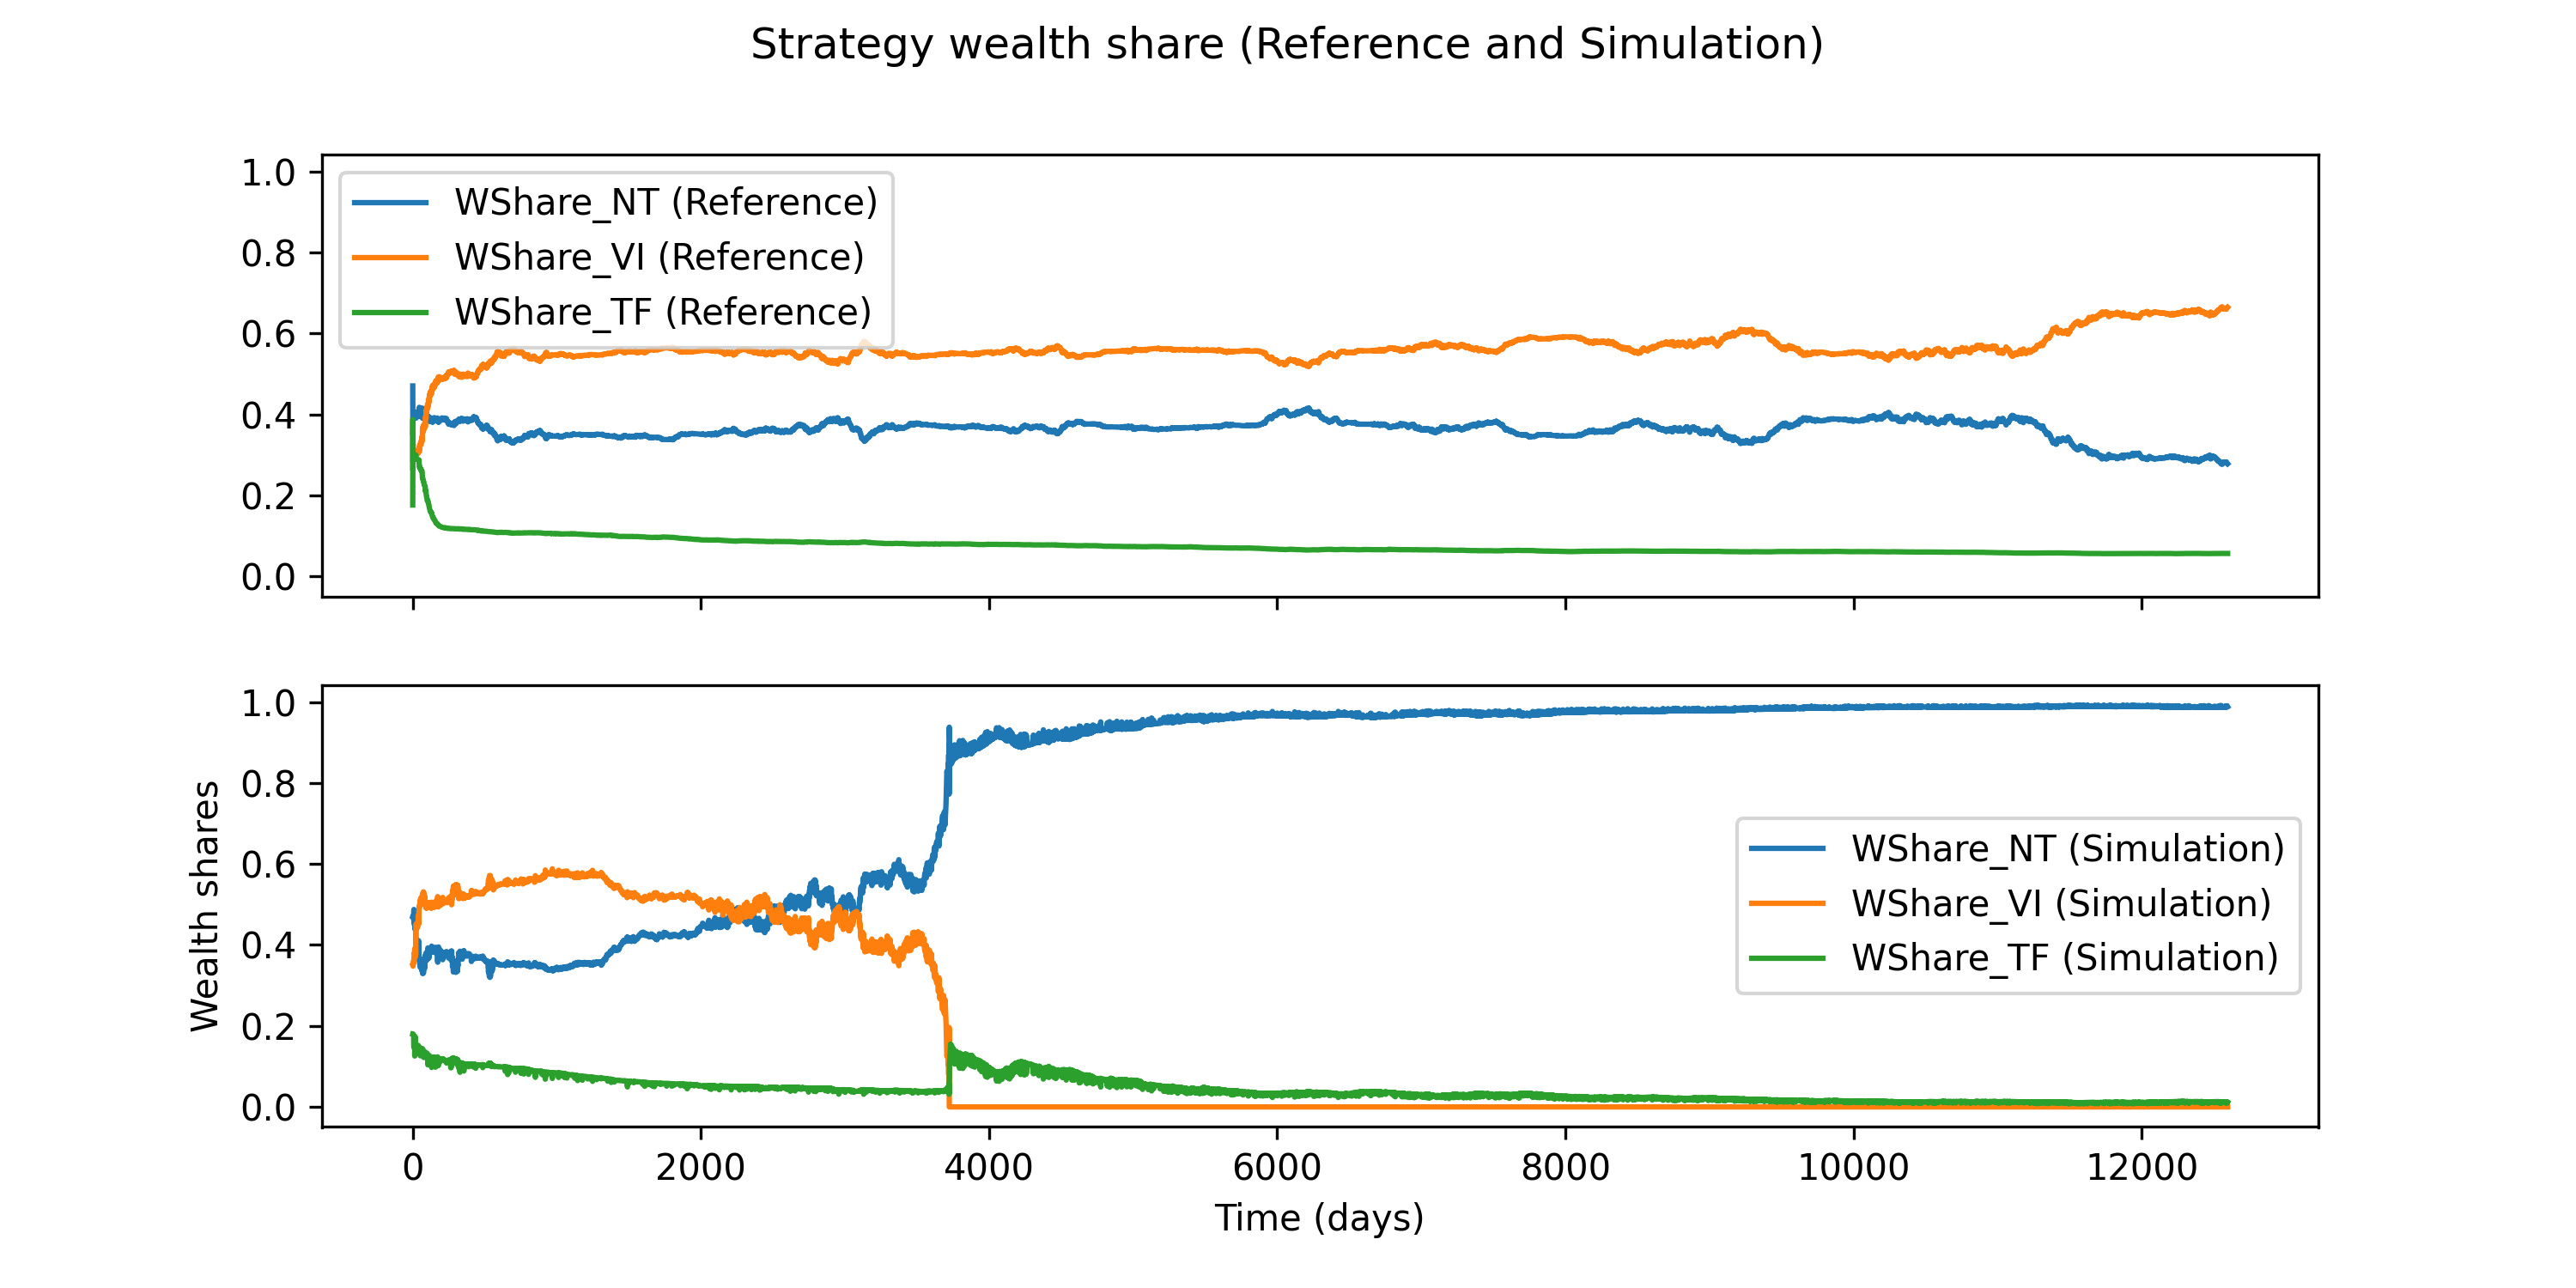 Strategy wealth share (Reference and Simulation)
1.0
0.8
0.6
0.4
0.2
0.0
WShare_NT (Reference)
WShare_VI (Reference)
WShare_TF (Reference)
Wealth shares
1.0
0.8
0.6
0.4
0.2
0.0
WShare_NT (Simulation)
WShare_VI (Simulation)
WShare_TF (Simulation)
0 2000 4000 6000 8000 10000 12000
Time (days)